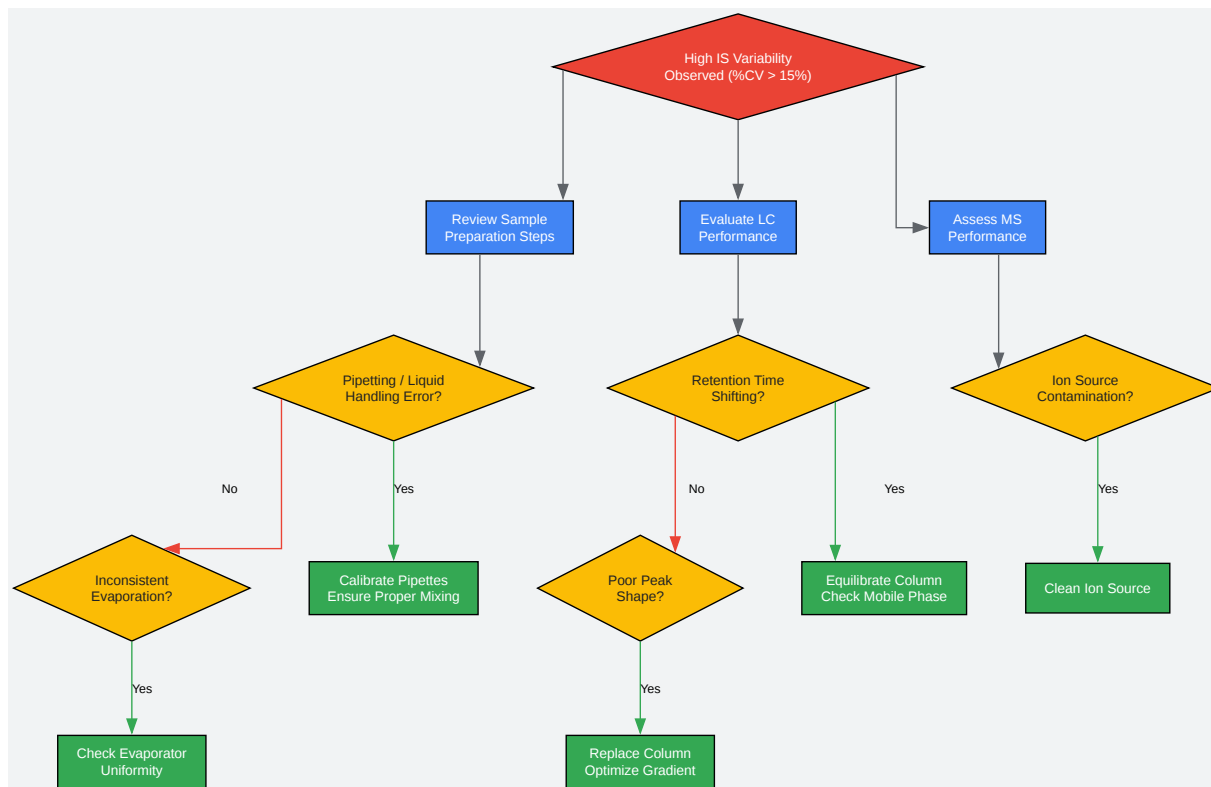 High IS Variability
Observed (%CV > 15%)
Review Sample
Preparation Steps
Evaluate LC
Performance
Assess MS
Performance
Pipetting / Liquid
Handling Error?
Retention Time
Shifting?
Ion Source
Contamination?
No
Yes
No
Yes
Yes
Inconsistent
Evaporation?
Calibrate Pipettes
Ensure Proper Mixing
Poor Peak
Shape?
Equilibrate Column
Check Mobile Phase
Clean Ion Source
Yes
Yes
Check Evaporator
Uniformity
Replace Column
Optimize Gradient